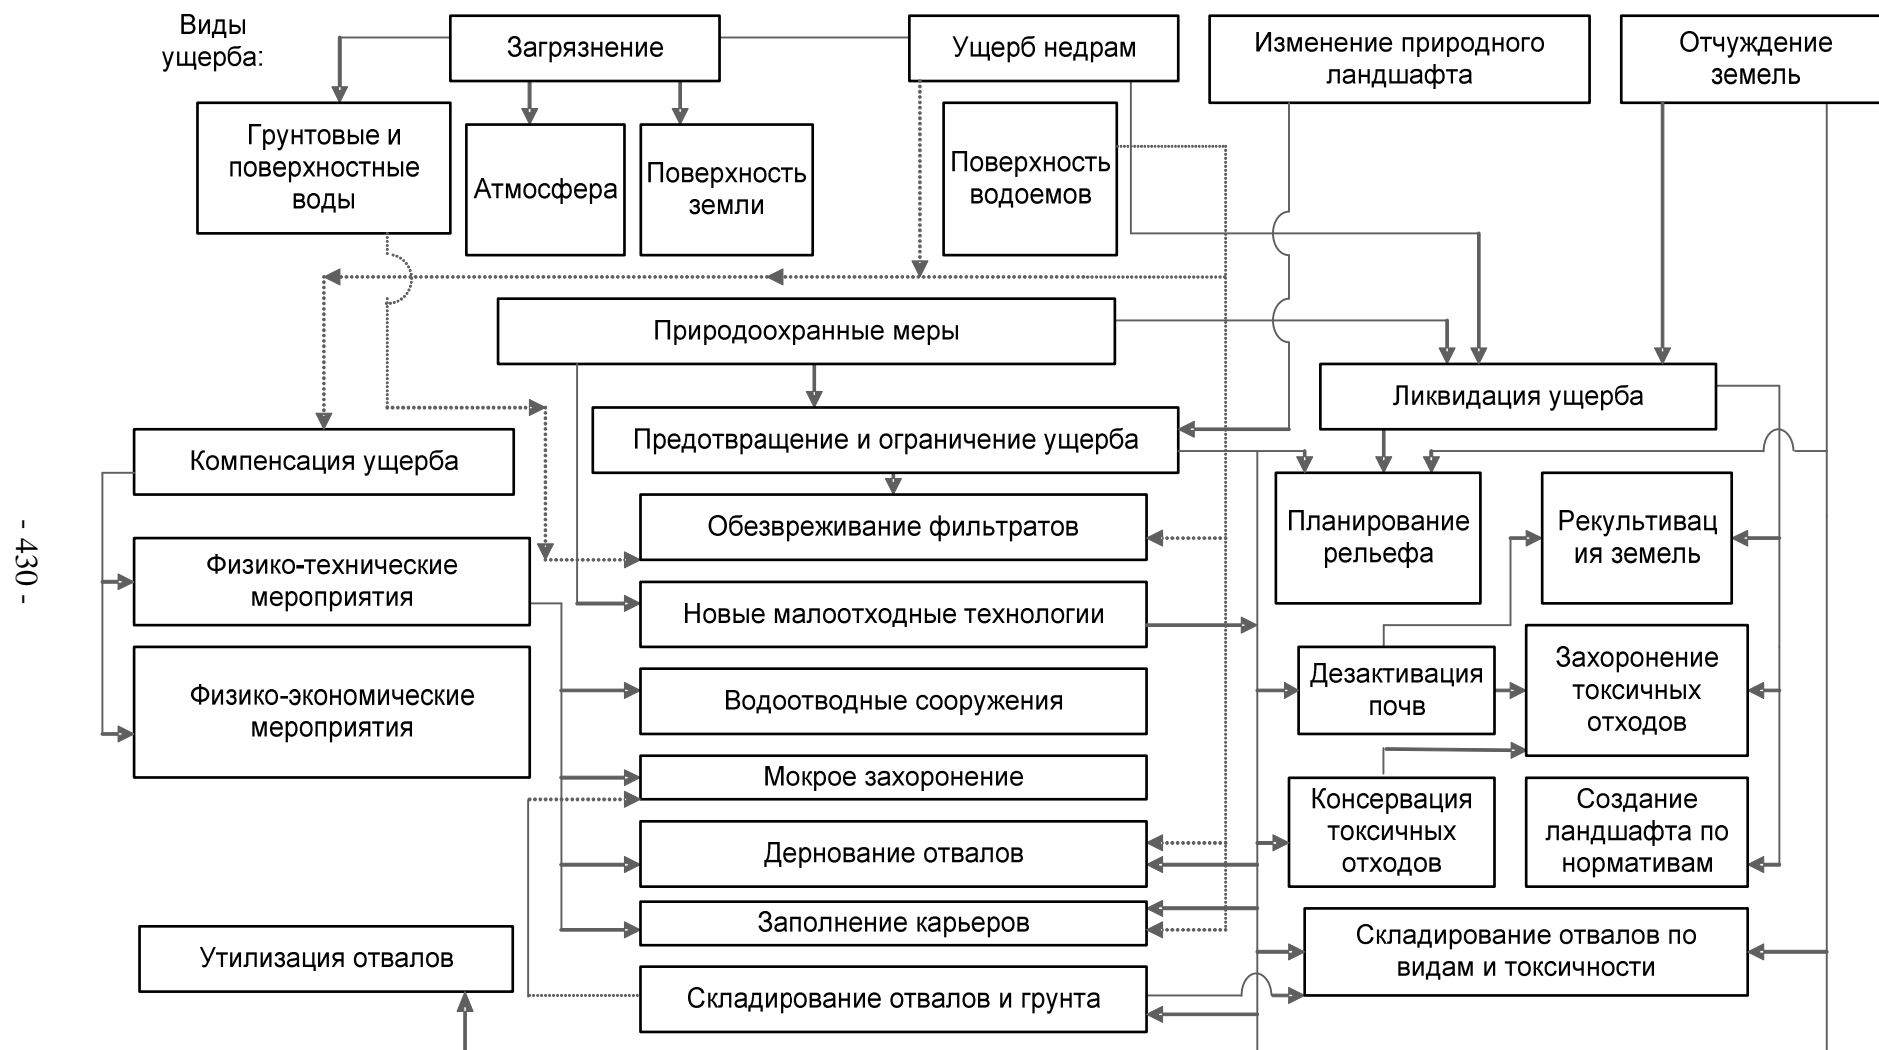 Виды
ущерба:
Загрязнение
Ущерб недрам
Изменение природного
ландшафта
Отчуждение
земель
Грунтовые и
поверхностные
воды
Атмосфера
Поверхность
земли
Поверхность
водоемов
Природоохранные меры
Ликвидация ущерба
Предотвращение и ограничение ущерба
Компенсация ущерба
Обезвреживание фильтратов
Планирование
рельефа
Рекультивац
ия земель
Физико-технические
мероприятия
Новые малоотходные технологии
Физико-экономические
мероприятия
Водоотводные сооружения
Дезактивация
почв
Захоронение
токсичных
отходов
Мокрое захоронение
Консервация
токсичных
отходов
Создание
ландшафта по
нормативам
Дернование отвалов
Заполнение карьеров
Складирование отвалов по
видам и токсичности
Утилизация отвалов
Складирование отвалов и грунта
- 430 -